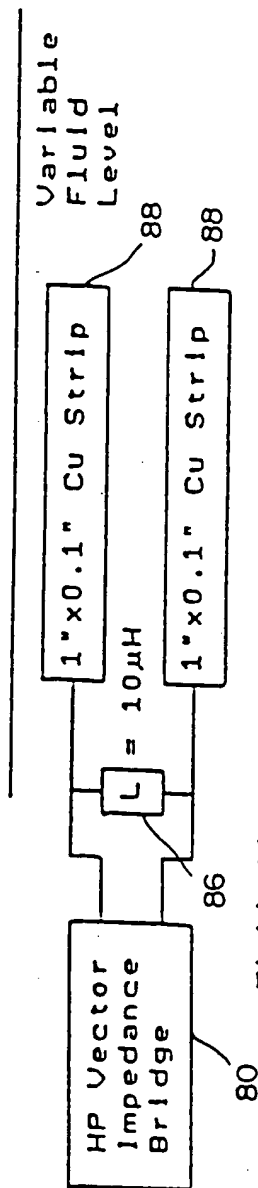 HP Vector
Impedance
Bridge
80
L = 10µH
86
1"x0.1" Cu Strip
88
1"x0.1" Cu Strip
88
Variable
Fluid
Level